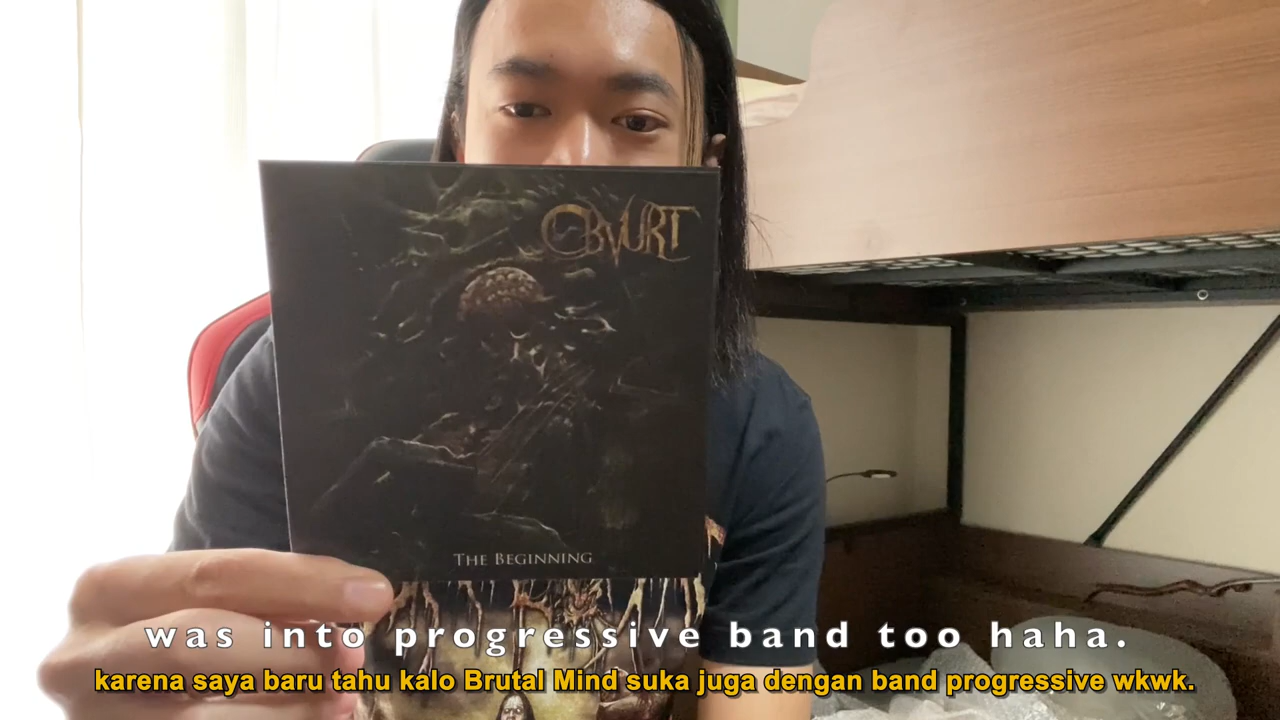 OBVURT
THE BEGINNING
was into progressive band too haha.
karena saya baru tahu kalo Brutal Mind suka juga dengan band progressive wkwk.